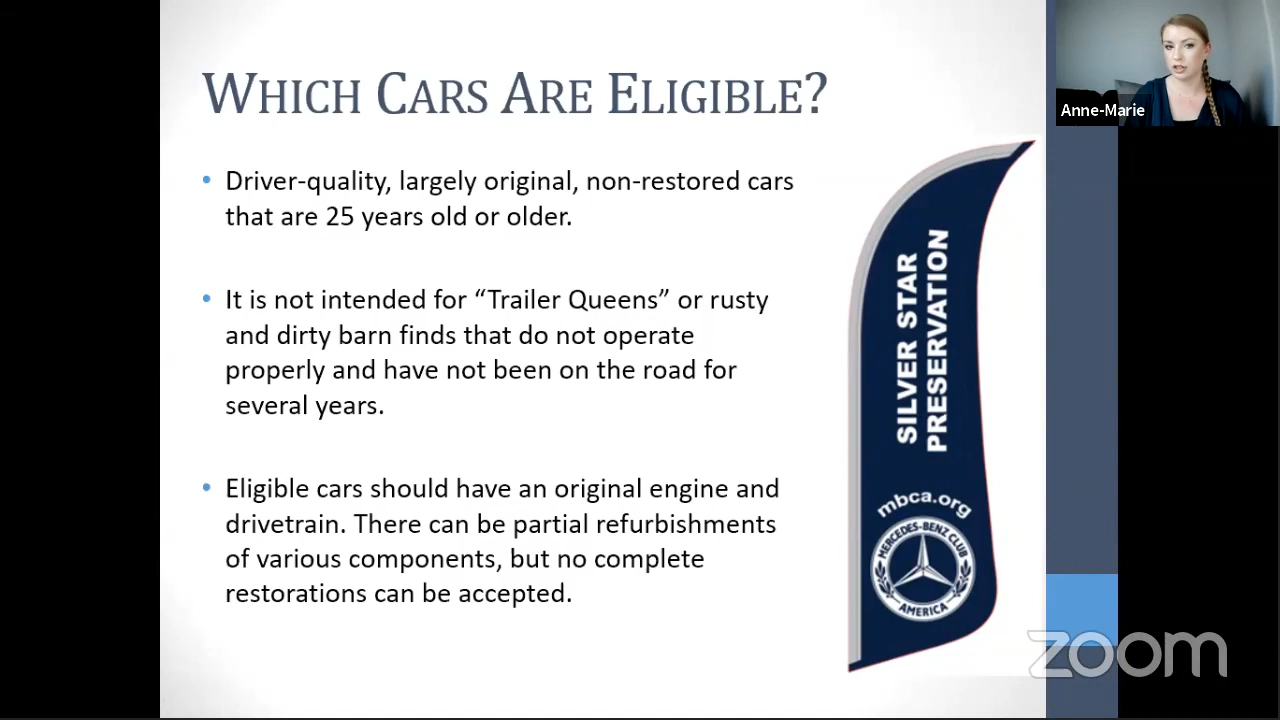 WHICH CARS ARE ELIGIBLE?
Anne-Marie
• Driver-quality, largely original, non-restored cars
that are 25 years old or older.
• It is not intended for “Trailer Queens” or rusty
and dirty barn finds that do not operate
properly and have not been on the road for
several years.
• Eligible cars should have an original engine and
drivetrain. There can be partial refurbishments
of various components, but no complete
restorations can be accepted.
SILVER STAR
PRESERVATION
mbca.org
MERCEDES-BENZ CLUB
AMERICA
zoom